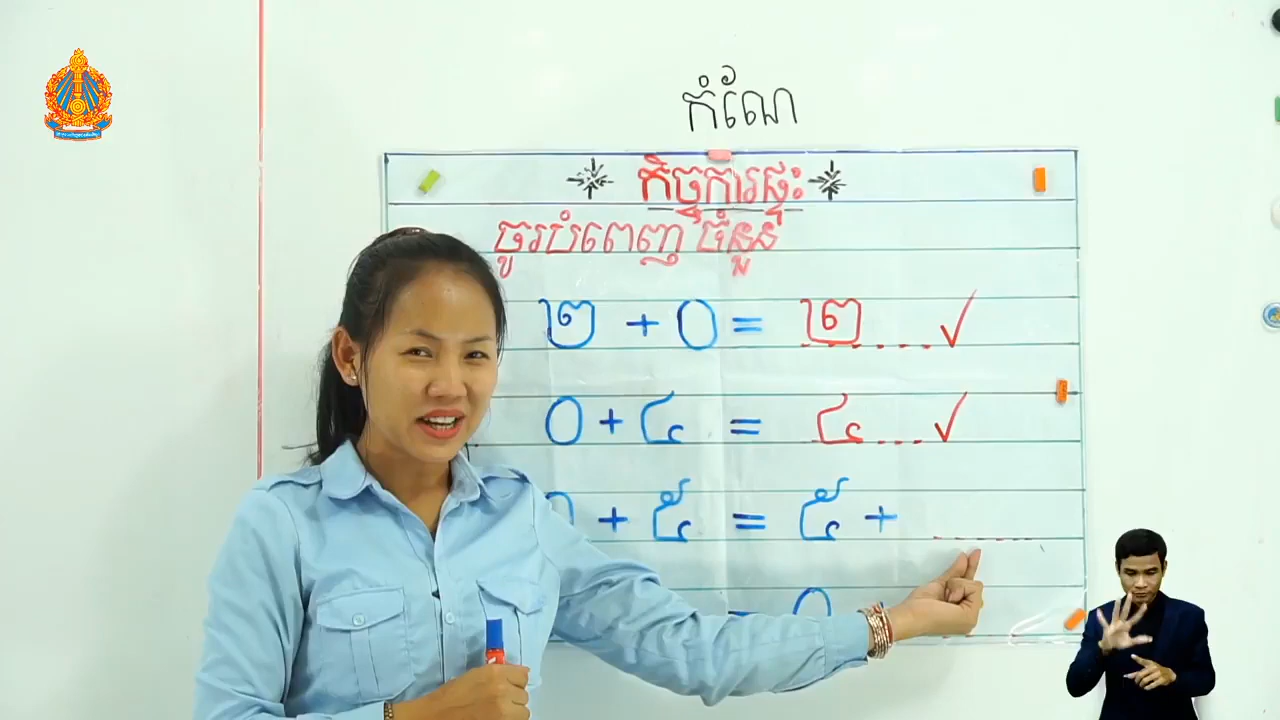 កំណែ
កិច្ចការផ្ទះ
ចូរបំពេញ ចំនួន
២ + ០ = ២ ....
០ + ៤ = ៤ ....
+ ៥ = ៥ + ......
= ០